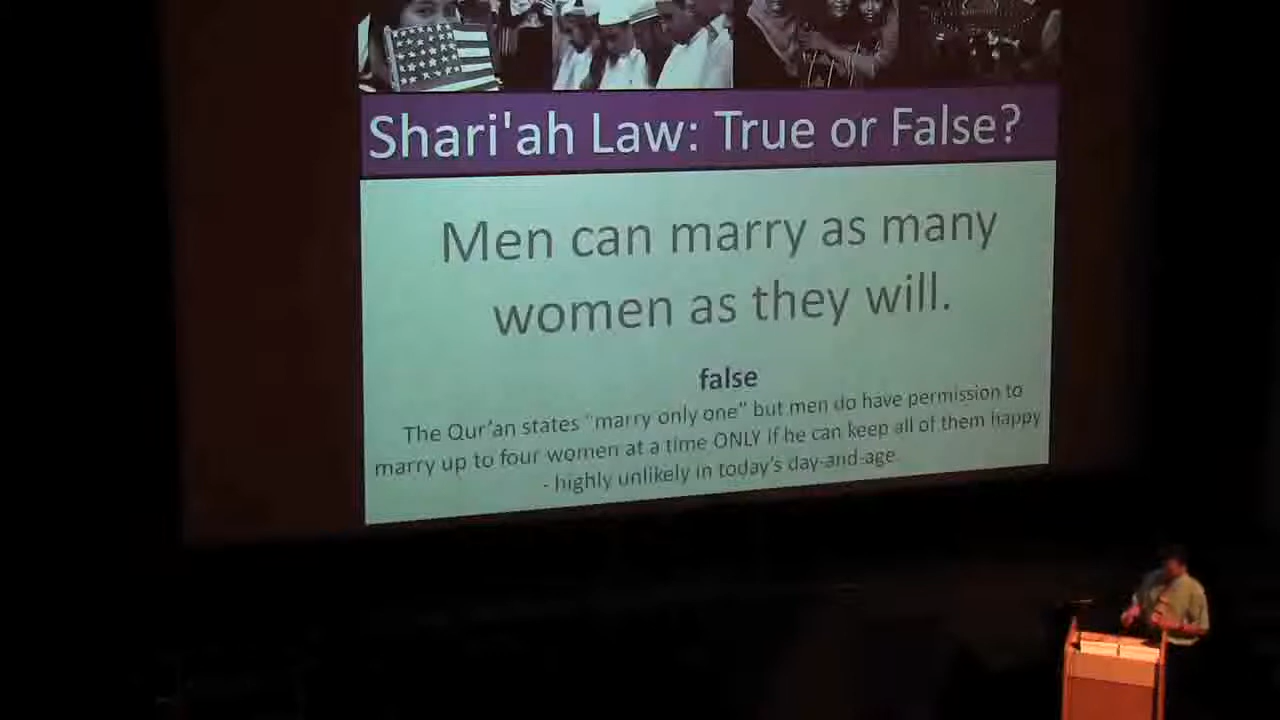 Shari'ah Law: True or False?
Men can marry as many
women as they will.
false
The Qur'an states "marry only one" but men do have permission to
marry up to four women at a time ONLY if he can keep all of them happy
- highly unlikely in today's day-and-age.